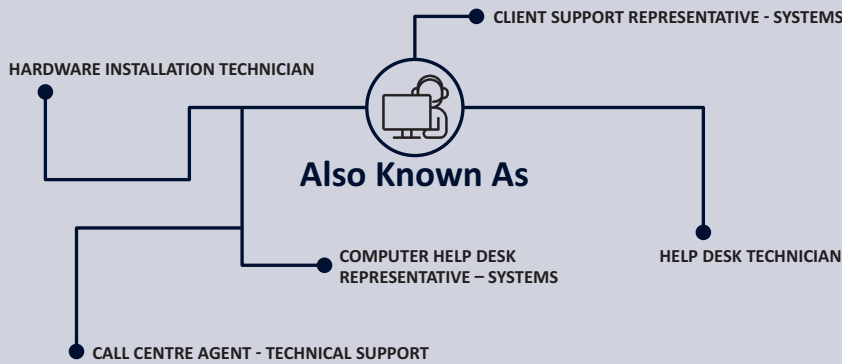 CLIENT SUPPORT REPRESENTATIVE - SYSTEMS
HARDWARE INSTALLATION TECHNICIAN
Also Known As
COMPUTER HELP DESK
REPRESENTATIVE – SYSTEMS
HELP DESK TECHNICIAN
CALL CENTRE AGENT - TECHNICAL SUPPORT